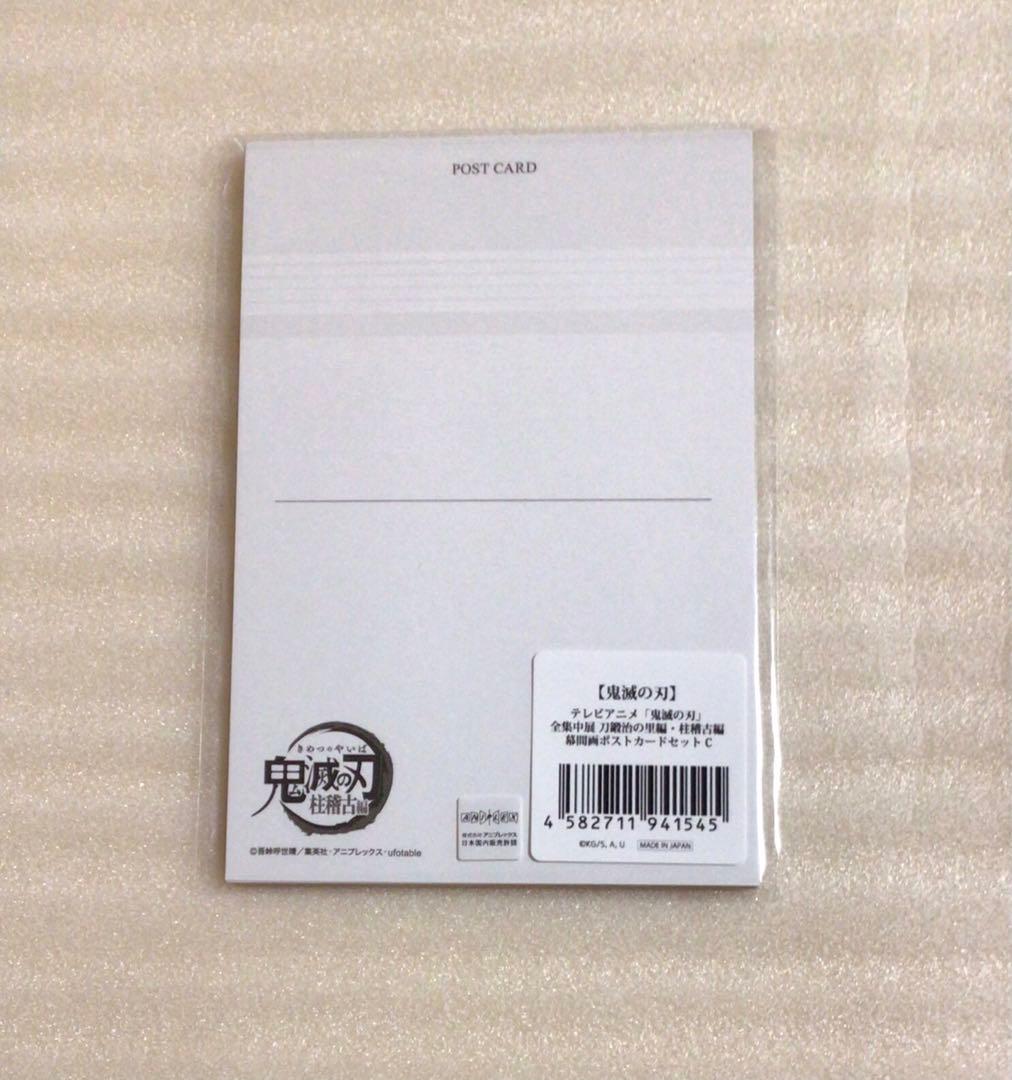 POST CARD
【鬼滅の刃】
テレビアニメ「鬼滅の刃」
全集中展 刀鍛治の里編・柱稽古編
幕間画ポストカードセット C
4 582711 941545
©KG/S, A, U MADE IN JAPAN
きめつのやいば
鬼滅の刃
柱稽古編
©吾峠呼世晴／集英社・アニプレックス・ufotable
ANIPLEX
株式会社 アニプレックス
日本国内販売許諾